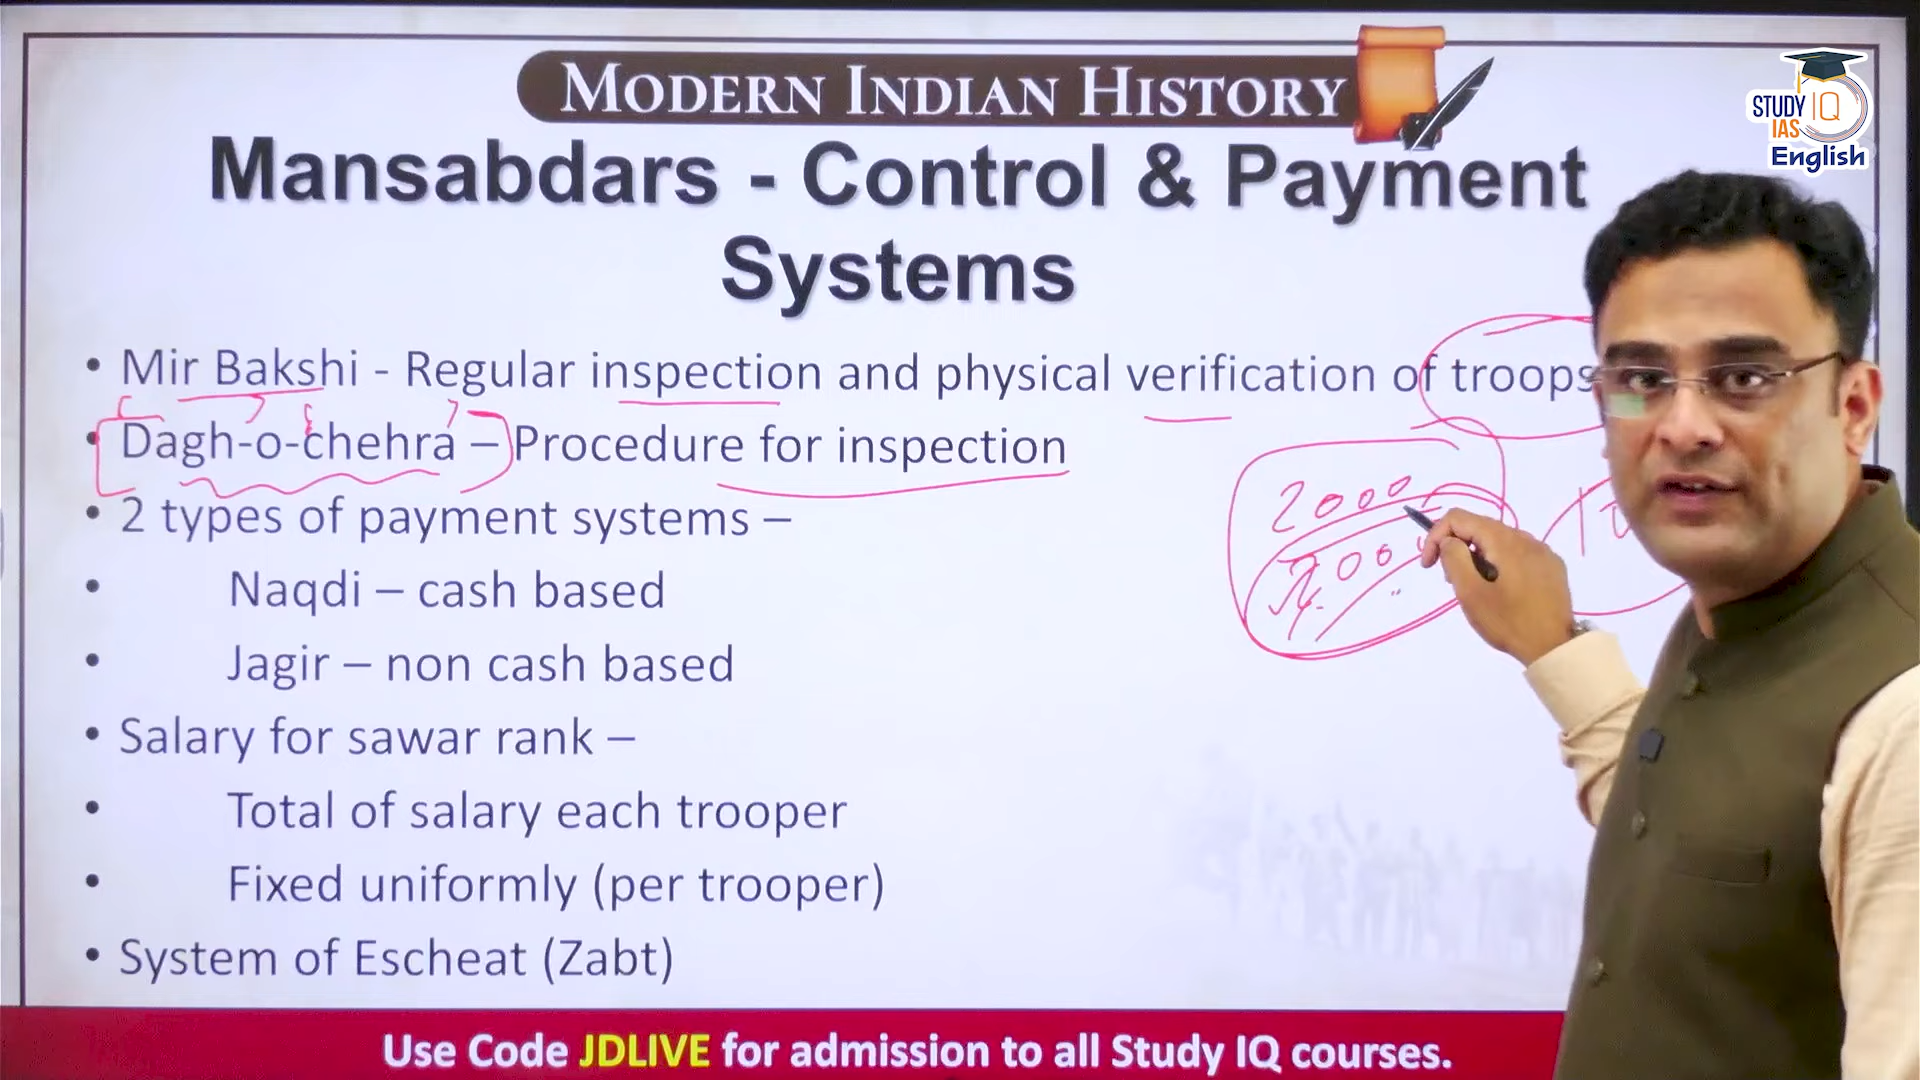 MODERN INDIAN HISTORY
STUDY IQ
IAS
English
Mansabdars - Control & Payment
Systems
• Mir Bakshi - Regular inspection and physical verification of troops
• Dagh-o-chehra – Procedure for inspection
2000
• 2 types of payment systems –
• Naqdi – cash based
• Jagir – non cash based
• Salary for sawar rank –
• Total of salary each trooper
• Fixed uniformly (per trooper)
• System of Escheat (Zabt)
Use Code JDLIVE for admission to all Study IQ courses.